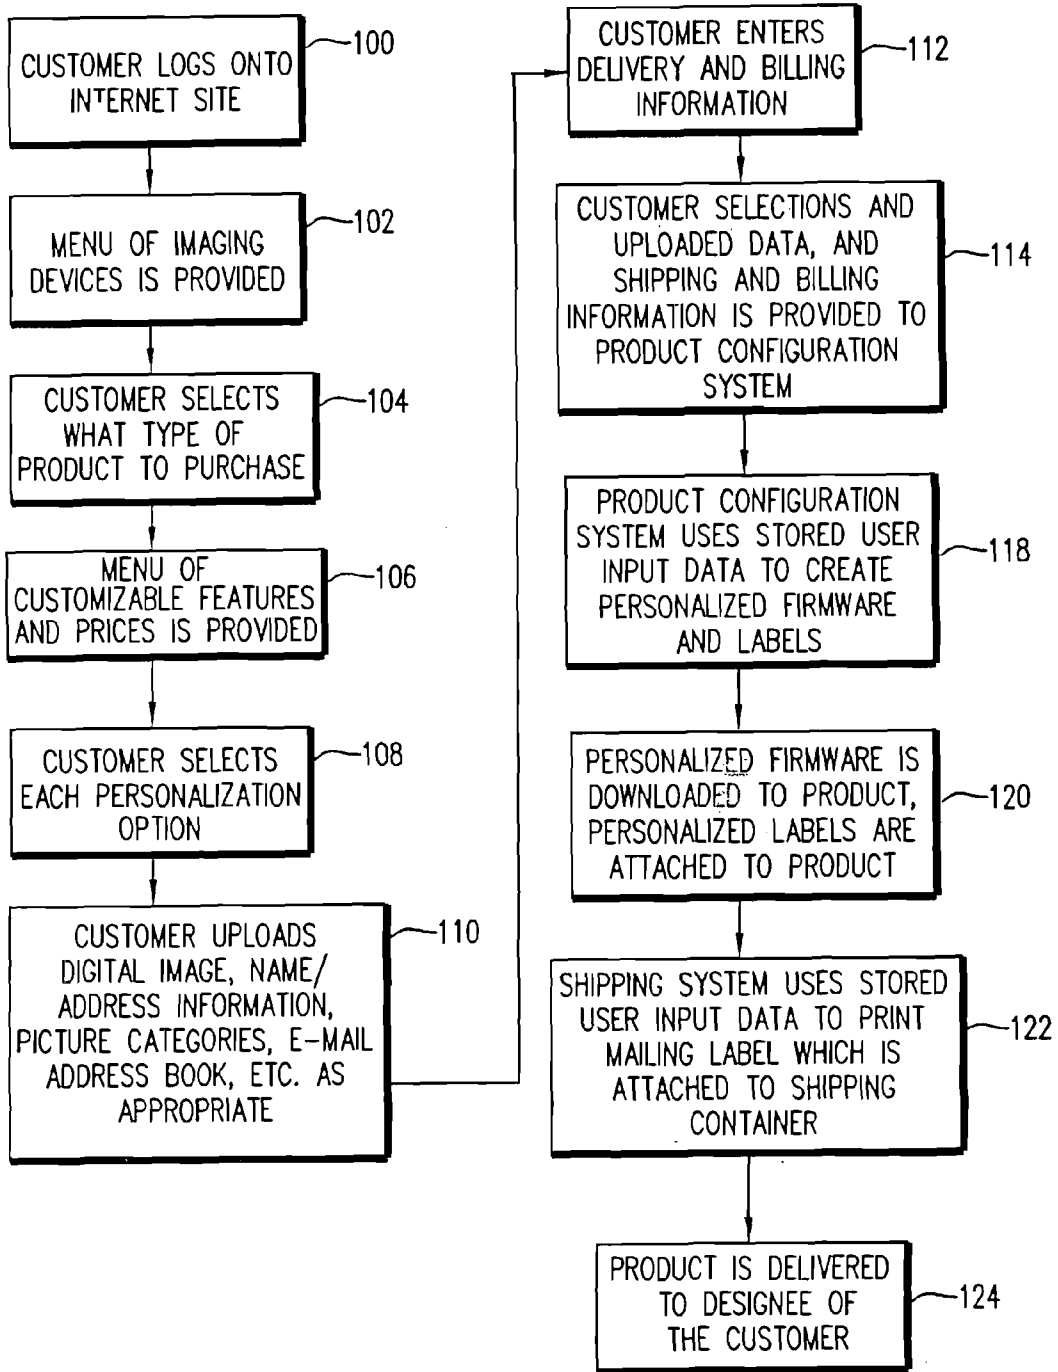 CUSTOMER LOGS ONTO
INTERNET SITE
100
MENU OF IMAGING
DEVICES IS PROVIDED
102
CUSTOMER SELECTS
WHAT TYPE OF
PRODUCT TO PURCHASE
104
MENU OF
CUSTOMIZABLE FEATURES
AND PRICES IS PROVIDED
106
CUSTOMER SELECTS
EACH PERSONALIZATION
OPTION
108
CUSTOMER UPLOADS
DIGITAL IMAGE, NAME/
ADDRESS INFORMATION,
PICTURE CATEGORIES, E-MAIL
ADDRESS BOOK, ETC. AS
APPROPRIATE
110
CUSTOMER ENTERS
DELIVERY AND BILLING
INFORMATION
112
CUSTOMER SELECTIONS AND
UPLOADED DATA, AND
SHIPPING AND BILLING
INFORMATION IS PROVIDED TO
PRODUCT CONFIGURATION
SYSTEM
114
PRODUCT CONFIGURATION
SYSTEM USES STORED USER
INPUT DATA TO CREATE
PERSONALIZED FIRMWARE
AND LABELS
118
PERSONALIZED FIRMWARE IS
DOWNLOADED TO PRODUCT,
PERSONALIZED LABELS ARE
ATTACHED TO PRODUCT
120
SHIPPING SYSTEM USES STORED
USER INPUT DATA TO PRINT
MAILING LABEL WHICH IS
ATTACHED TO SHIPPING
CONTAINER
122
PRODUCT IS DELIVERED
TO DESIGNEE OF
THE CUSTOMER
124